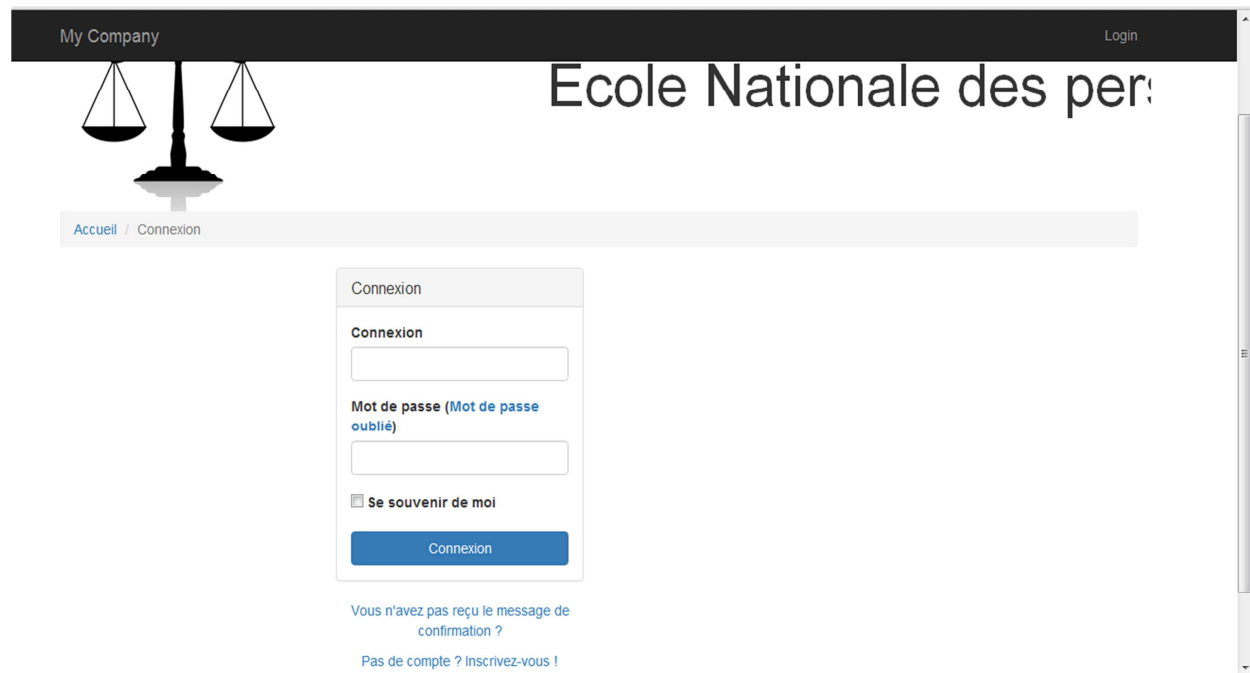 My Company
Login
Ecole Nationale des
Accueil / Connexion
Connexion
Connexion
Mot de passe (Mot de passe
oublié)
Se souvenir de moi
Connexion
Vous n'avez pas reçu le message de
confirmation ?
Pas de compte ? Inscrivez-vous !